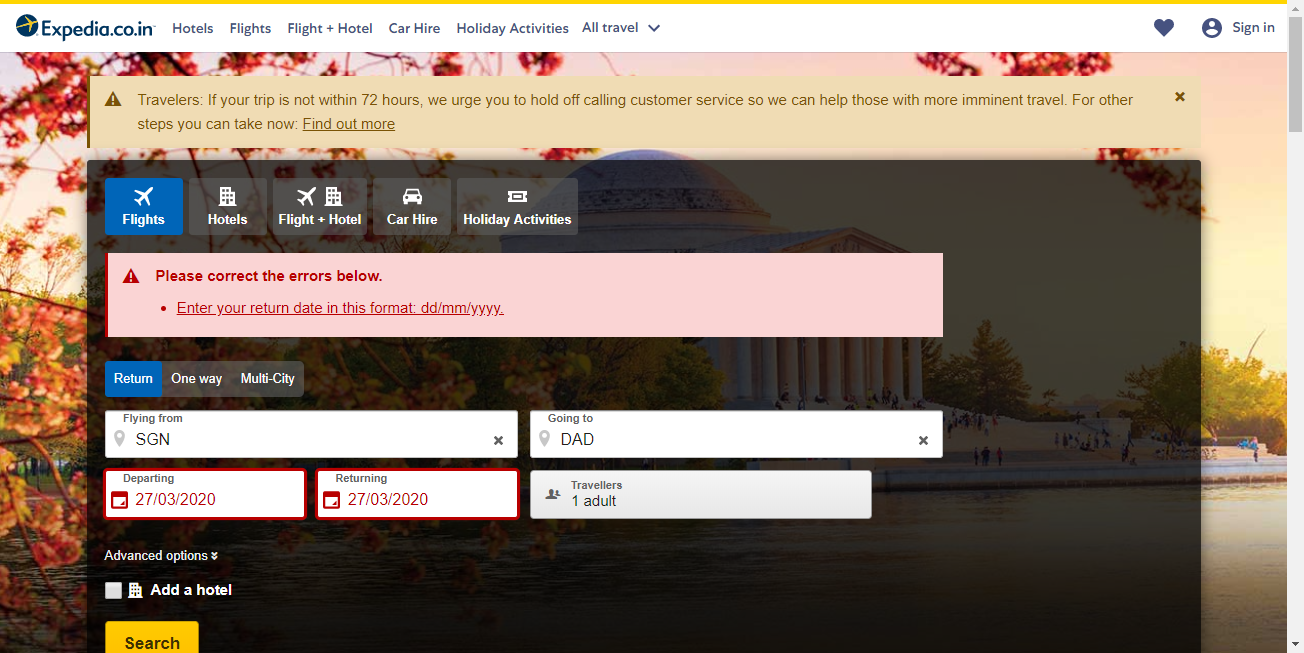 Expedia.co.in
Hotels
Flights
Flight + Hotel
Car Hire
Holiday Activities
All travel
Sign in
Travelers: If your trip is not within 72 hours, we urge you to hold off calling customer service so we can help those with more imminent travel. For other
steps you can take now: Find out more
Flights
Hotels
Flight + Hotel
Car Hire
Holiday Activities
Please correct the errors below.
Enter your return date in this format: dd/mm/yyyy.
Return
One way
Multi-City
Flying from
SGN
Going to
DAD
Departing
27/03/2020
Returning
27/03/2020
Travellers
1 adult
Advanced options
Add a hotel
Search